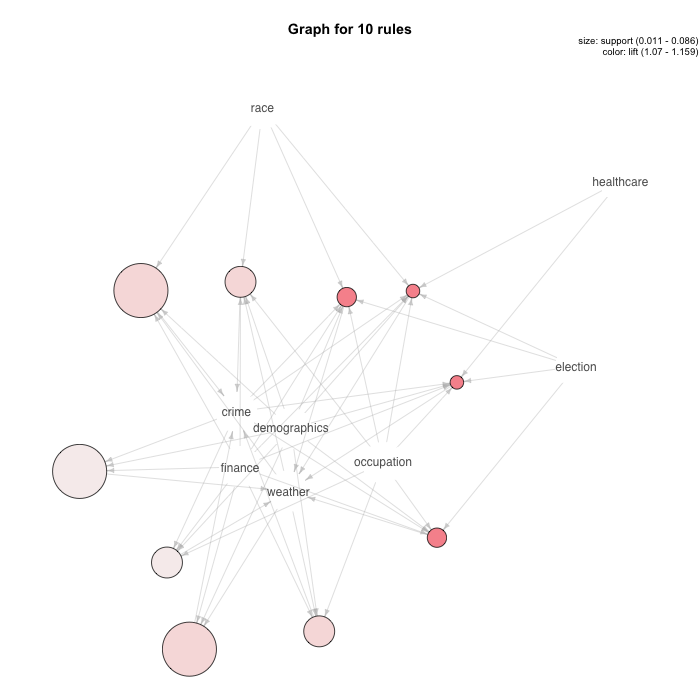 Graph for 10 rules
size: support (0.011 - 0.086)
color: lift (1.07 - 1.159)
race
healthcare
election
crime
demographics
occupation
finance
weather